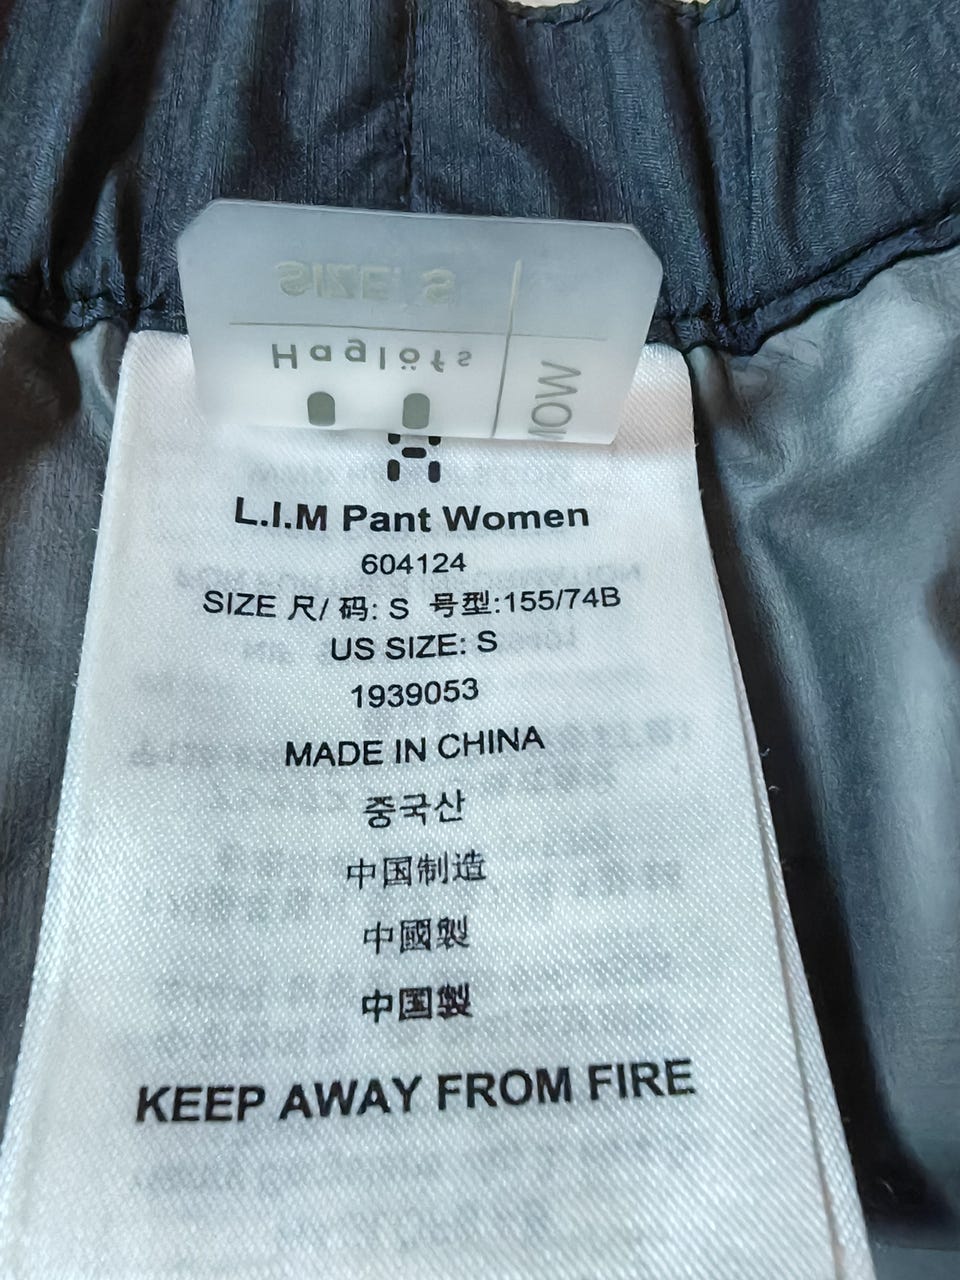 SIZE: S
Haglöfs
L.I.M Pant Women
604124
SIZE 尺/ 码: S 号型:155/74B
US SIZE: S
1939053
MADE IN CHINA
중국산
中国制造
中國製
中国製
KEEP AWAY FROM FIRE